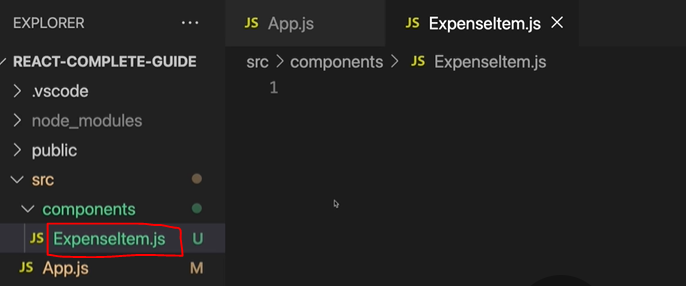 EXPLORER ...
REACT-COMPLETE-GUIDE
> .vscode
> node_modules
> public
src
components
JS ExpenseItem.js U
JS App.js M
JS App.js JS ExpenseItem.js ×
src > components > JS ExpenseItem.js
1